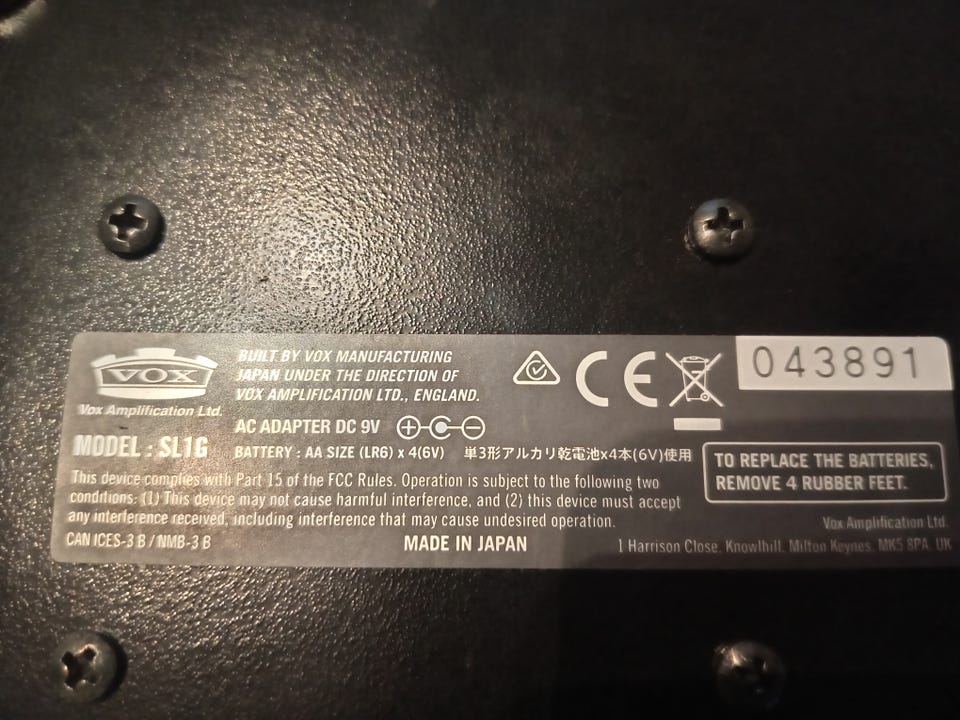 VOX
Vox Amplification Ltd.
MODEL : SL1G
BUILT BY VOX MANUFACTURING
JAPAN UNDER THE DIRECTION OF
VOX AMPLIFICATION LTD., ENGLAND.
AC ADAPTER DC 9V
BATTERY : AA SIZE (LR6) x 4(6V) 単3形アルカリ乾電池x4本(6V)使用
CE
043891
TO REPLACE THE BATTERIES,
REMOVE 4 RUBBER FEET.
This device complies with Part 15 of the FCC Rules. Operation is subject to the following two
conditions: (1) This device may not cause harmful interference, and (2) this device must accept
any interference received, including interference that may cause undesired operation.
CAN ICES-3 B / NMB-3 B
MADE IN JAPAN
Vox Amplification Ltd.
1 Harrison Close, Knowlhill, Milton Keynes, MK5 8PA, UK